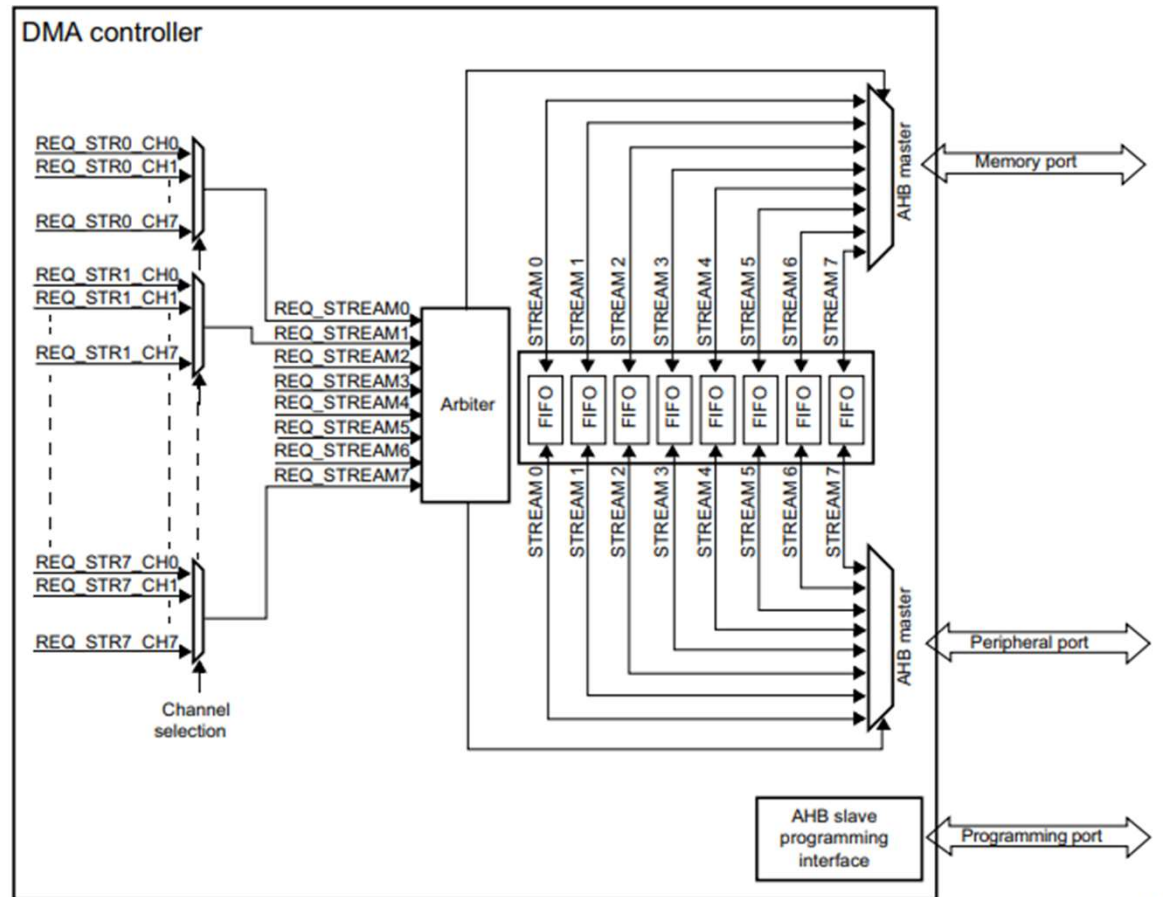 DMA controller
REQ_STR0_CH0
REQ_STR0_CH1
REQ_STR0_CH7
REQ_STR1_CH0
REQ_STR1_CH1
REQ_STR1_CH7
REQ_STR7_CH0
REQ_STR7_CH1
REQ_STR7_CH7
Channel
selection
REQ_STREAM0
REQ_STREAM1
REQ_STREAM2
REQ_STREAM3
REQ_STREAM4
REQ_STREAM5
REQ_STREAM6
REQ_STREAM7
Arbiter
STREAM 0
STREAM 1
STREAM 2
STREAM 3
STREAM 4
STREAM 5
STREAM 6
STREAM 7
FIFO
FIFO
FIFO
FIFO
FIFO
FIFO
FIFO
FIFO
STREAM 0
STREAM 1
STREAM 2
STREAM 3
STREAM 4
STREAM 5
STREAM 6
STREAM 7
AHB master
Memory port
AHB master
Peripheral port
AHB slave
programming
interface
Programming port